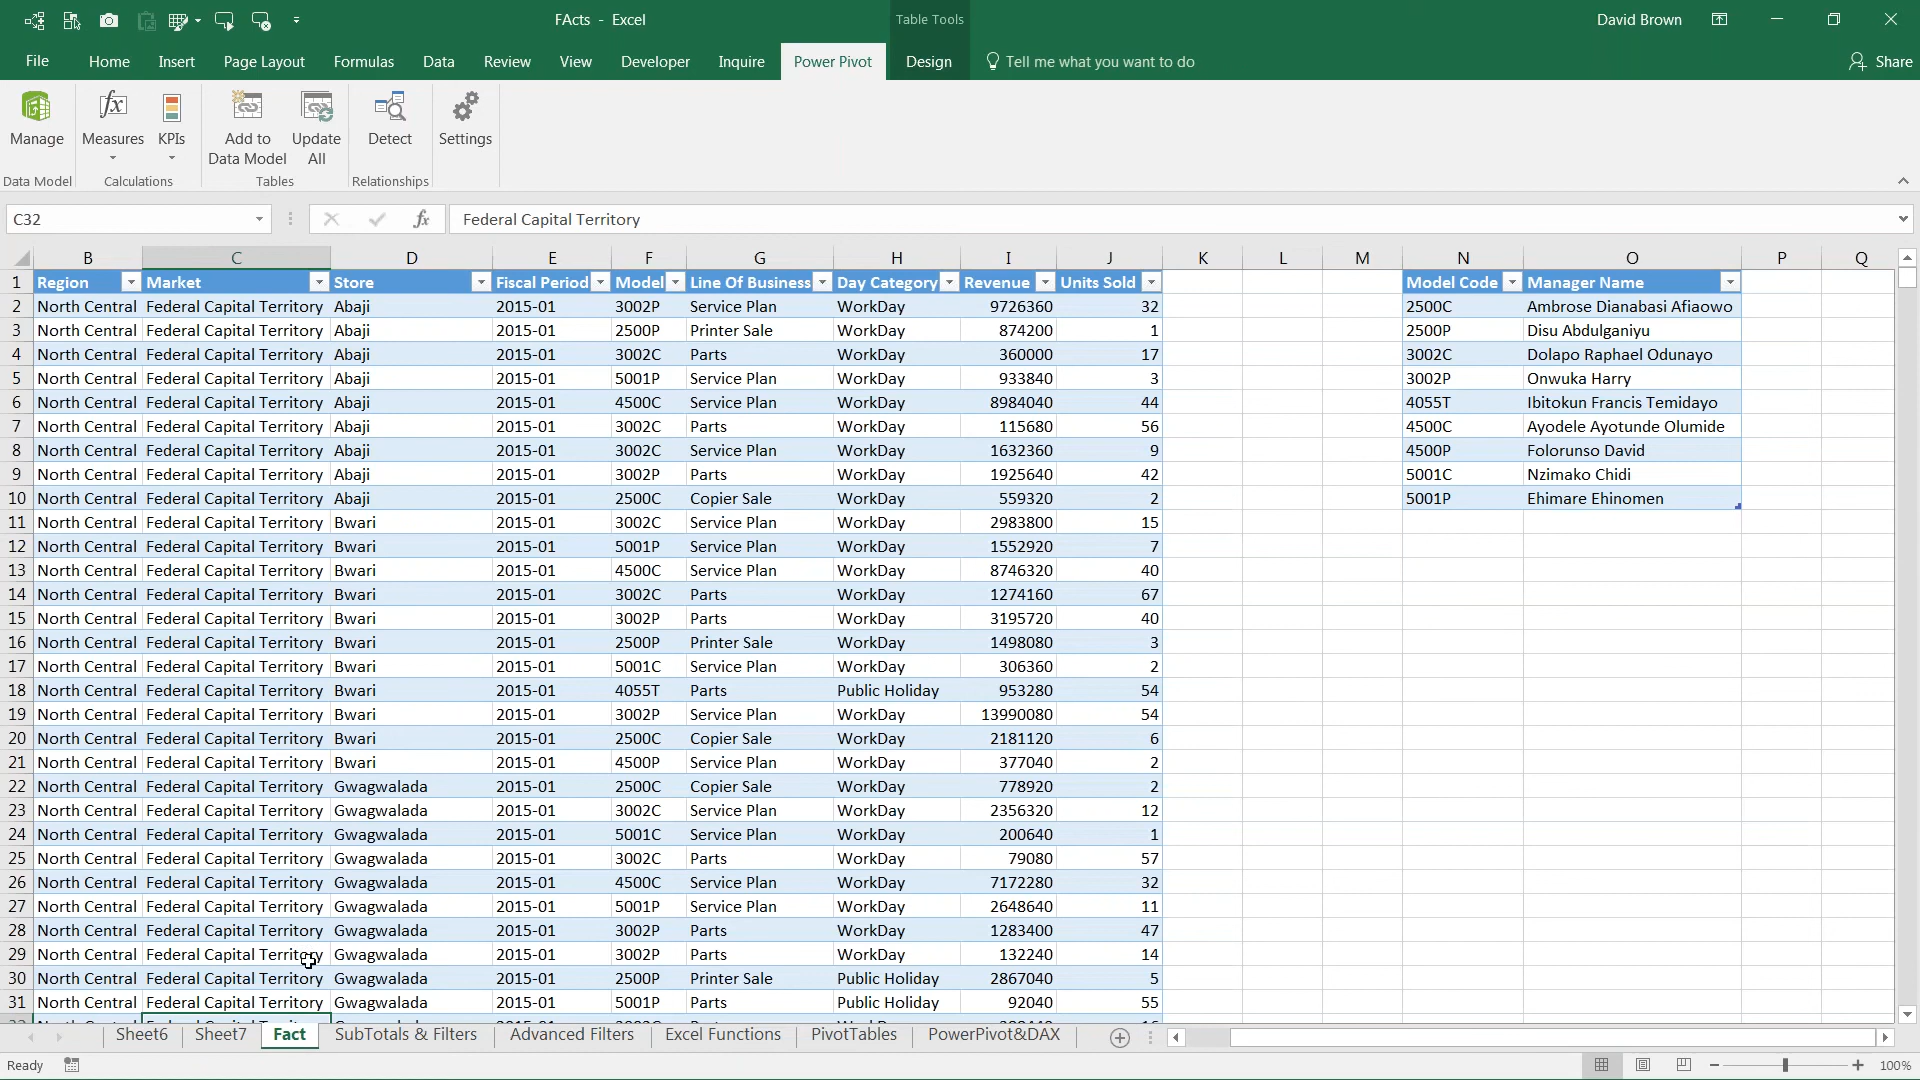 FActs - Excel
Table Tools
David Brown
File Home Insert Page Layout Formulas Data Review View Developer Inquire Power Pivot Design Tell me what you want to do Share
Manage Measures KPIs Add to Data Model Update All Detect Settings
Data Model Calculations Tables Relationships
C32 fx Federal Capital Territory
B C D E F G H I J K L M N O P Q
1 Region Market Store Fiscal Period Model Line Of Business Day Category Revenue Units Sold Model Code Manager Name
2 North Central Federal Capital Territory Abaji 2015-01 3002P Service Plan WorkDay 9726360 32 2500C Ambrose Dianabasi Afiaowo
3 North Central Federal Capital Territory Abaji 2015-01 2500P Printer Sale WorkDay 874200 1 2500P Disu Abdulganiyu
4 North Central Federal Capital Territory Abaji 2015-01 3002C Parts WorkDay 360000 17 3002C Dolapo Raphael Odunayo
5 North Central Federal Capital Territory Abaji 2015-01 5001P Service Plan WorkDay 933840 3 3002P Onwuka Harry
6 North Central Federal Capital Territory Abaji 2015-01 4500C Service Plan WorkDay 8984040 44 4055T Ibitokun Francis Temidayo
7 North Central Federal Capital Territory Abaji 2015-01 3002C Parts WorkDay 115680 56 4500C Ayodele Ayotunde Olumide
8 North Central Federal Capital Territory Abaji 2015-01 3002C Service Plan WorkDay 1632360 9 4500P Folorunso David
9 North Central Federal Capital Territory Abaji 2015-01 3002P Parts WorkDay 1925640 42 5001C Nzimako Chidi
10 North Central Federal Capital Territory Abaji 2015-01 2500C Copier Sale WorkDay 559320 2 5001P Ehimare Ehinomen
11 North Central Federal Capital Territory Bwari 2015-01 3002C Service Plan WorkDay 2983800 15
12 North Central Federal Capital Territory Bwari 2015-01 5001P Service Plan WorkDay 1552920 7
13 North Central Federal Capital Territory Bwari 2015-01 4500C Service Plan WorkDay 8746320 40
14 North Central Federal Capital Territory Bwari 2015-01 3002C Parts WorkDay 1274160 67
15 North Central Federal Capital Territory Bwari 2015-01 3002P Parts WorkDay 3195720 40
16 North Central Federal Capital Territory Bwari 2015-01 2500P Printer Sale WorkDay 1498080 3
17 North Central Federal Capital Territory Bwari 2015-01 5001C Service Plan WorkDay 306360 2
18 North Central Federal Capital Territory Bwari 2015-01 4055T Parts Public Holiday 953280 54
19 North Central Federal Capital Territory Bwari 2015-01 3002P Service Plan WorkDay 13990080 54
20 North Central Federal Capital Territory Bwari 2015-01 2500C Copier Sale WorkDay 2181120 6
21 North Central Federal Capital Territory Bwari 2015-01 4500P Service Plan WorkDay 377040 2
22 North Central Federal Capital Territory Gwagwalada 2015-01 2500C Copier Sale WorkDay 778920 2
23 North Central Federal Capital Territory Gwagwalada 2015-01 3002C Service Plan WorkDay 2356320 12
24 North Central Federal Capital Territory Gwagwalada 2015-01 5001C Service Plan WorkDay 200640 1
25 North Central Federal Capital Territory Gwagwalada 2015-01 3002C Parts WorkDay 79080 57
26 North Central Federal Capital Territory Gwagwalada 2015-01 4500C Service Plan WorkDay 7172280 32
27 North Central Federal Capital Territory Gwagwalada 2015-01 5001P Service Plan WorkDay 2648640 11
28 North Central Federal Capital Territory Gwagwalada 2015-01 3002P Parts WorkDay 1283400 47
29 North Central Federal Capital Territory Gwagwalada 2015-01 3002P Parts WorkDay 132240 14
30 North Central Federal Capital Territory Gwagwalada 2015-01 2500P Printer Sale Public Holiday 2867040 5
31 North Central Federal Capital Territory Gwagwalada 2015-01 5001P Parts Public Holiday 92040 55
Sheet6 Sheet7 Fact SubTotals & Filters Advanced Filters Excel Functions PivotTables PowerPivot&DAX
Ready 100%